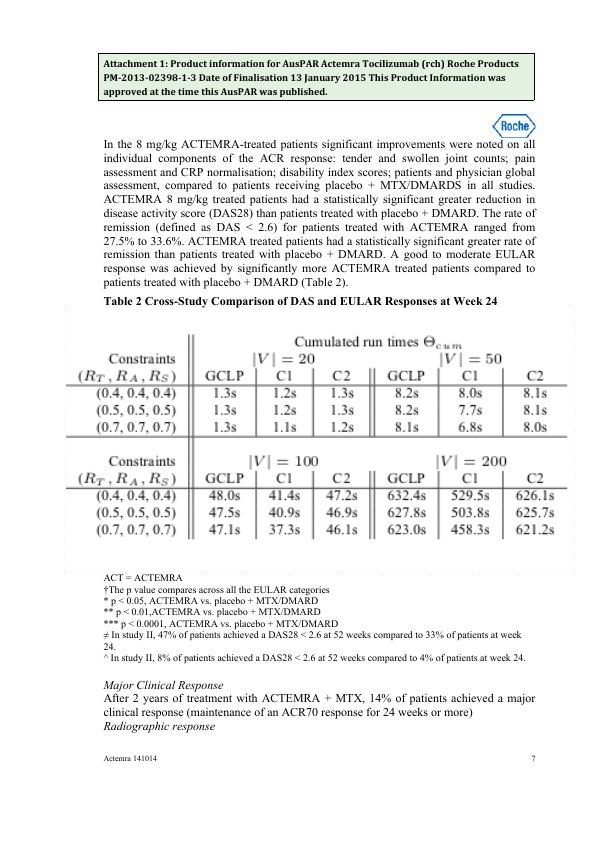 Attachment 1: Product information for AusPAR Actemra Tocilizumab (rch) Roche Products
PM-2013-02398-1-3 Date of Finalisation 13 January 2015 This Product Information was
approved at the time this AusPAR was published.
Roche
In the 8 mg/kg ACTEMRA-treated patients significant improvements were noted on all
individual components of the ACR response: tender and swollen joint counts; pain
assessment and CRP normalisation; disability index scores; patients and physician global
assessment, compared to patients receiving placebo + MTX/DMARDS in all studies.
ACTEMRA 8 mg/kg treated patients had a statistically significant greater reduction in
disease activity score (DAS28) than patients treated with placebo + DMARD. The rate of
remission (defined as DAS < 2.6) for patients treated with ACTEMRA ranged from
27.5% to 33.6%. ACTEMRA treated patients had a statistically significant greater rate of
remission than patients treated with placebo + DMARD. A good to moderate EULAR
response was achieved by significantly more ACTEMRA treated patients compared to
patients treated with placebo + DMARD (Table 2).
Table 2 Cross-Study Comparison of DAS and EULAR Responses at Week 24
Cumulated run times Θcum
Constraints |V| = 20 |V| = 50
(RT, RA, RS) GCLP C1 C2 GCLP C1 C2
(0.4, 0.4, 0.4) 1.3s 1.2s 1.3s 8.2s 8.0s 8.1s
(0.5, 0.5, 0.5) 1.3s 1.2s 1.3s 8.2s 7.7s 8.1s
(0.7, 0.7, 0.7) 1.3s 1.1s 1.2s 8.1s 6.8s 8.0s
Constraints |V| = 100 |V| = 200
(RT, RA, RS) GCLP C1 C2 GCLP C1 C2
(0.4, 0.4, 0.4) 48.0s 41.4s 47.2s 632.4s 529.5s 626.1s
(0.5, 0.5, 0.5) 47.5s 40.9s 46.9s 627.8s 503.8s 625.7s
(0.7, 0.7, 0.7) 47.1s 37.3s 46.1s 623.0s 458.3s 621.2s
ACT = ACTEMRA
†The p value compares across all the EULAR categories
* p < 0.05, ACTEMRA vs. placebo + MTX/DMARD
** p < 0.01,ACTEMRA vs. placebo + MTX/DMARD
*** p < 0.0001, ACTEMRA vs. placebo + MTX/DMARD
≠ In study II, 47% of patients achieved a DAS28 < 2.6 at 52 weeks compared to 33% of patients at week
24.
^ In study II, 8% of patients achieved a DAS28 < 2.6 at 52 weeks compared to 4% of patients at week 24.
Major Clinical Response
After 2 years of treatment with ACTEMRA + MTX, 14% of patients achieved a major
clinical response (maintenance of an ACR70 response for 24 weeks or more)
Radiographic response
Actemra 141014 7